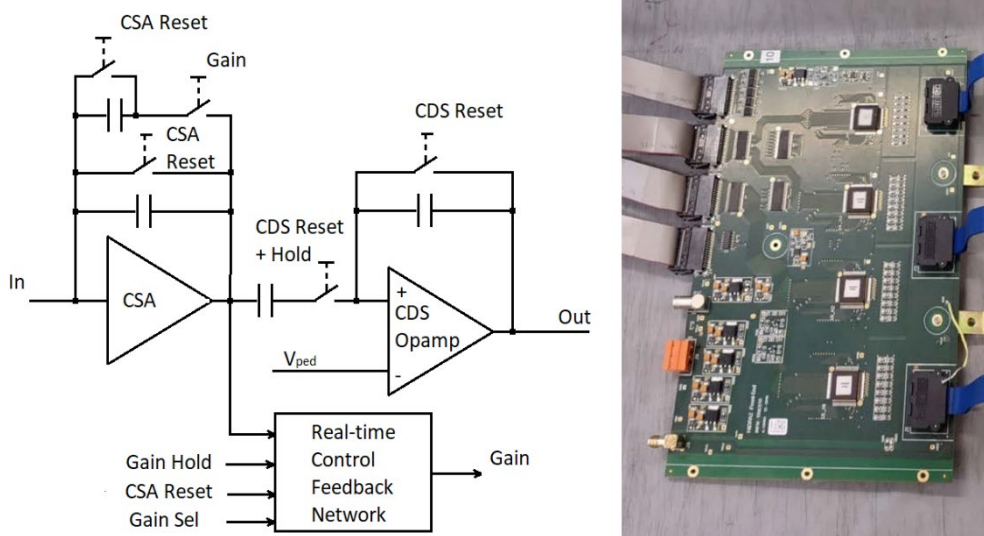 CSA Reset
Gain
CSA
Reset
CDS Reset
CDS Reset
+ Hold
In
CSA
+
CDS
Opamp
-
Out
Vped
Real-time
Control
Feedback
Network
Gain Hold
CSA Reset
Gain Sel
Gain
10